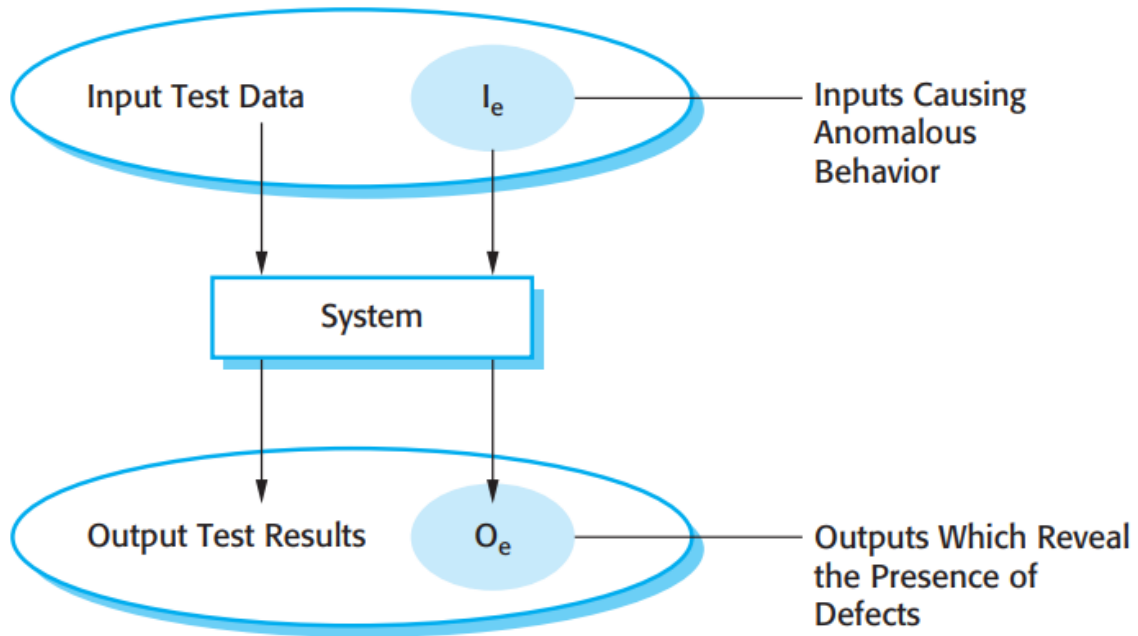 Input Test Data
Iₑ
Inputs Causing
Anomalous
Behavior
System
Output Test Results
Oₑ
Outputs Which Reveal
the Presence of
Defects